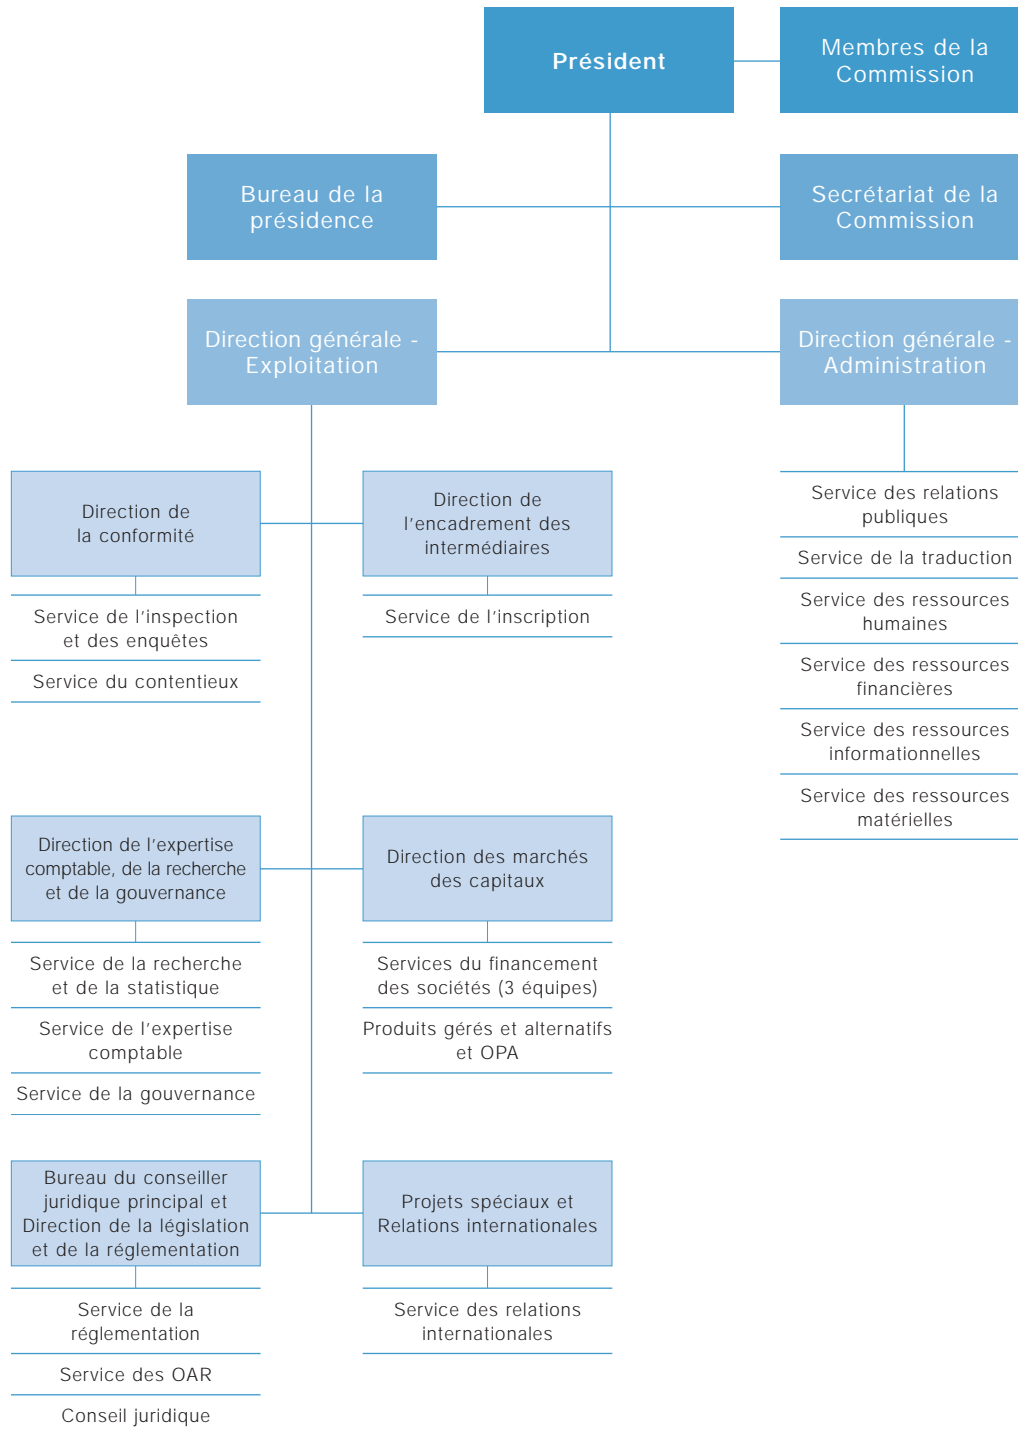 Président
Membres de la
Commission
Bureau de la
présidence
Secrétariat de la
Commission
Direction générale -
Exploitation
Direction générale -
Administration
Direction de
la conformité
Service de l'inspection
et des enquêtes
Service du contentieux
Direction de
l'encadrement des
intermédiaires
Service de l'inscription
Service des relations
publiques
Service de la traduction
Service des ressources
humaines
Service des ressources
financières
Service des ressources
informationnelles
Service des ressources
matérielles
Direction de l'expertise
comptable, de la recherche
et de la gouvernance
Service de la recherche
et de la statistique
Service de l'expertise
comptable
Service de la gouvernance
Direction des marchés
des capitaux
Services du financement
des sociétés (3 équipes)
Produits gérés et alternatifs
et OPA
Bureau du conseiller
juridique principal et
Direction de la législation
et de la réglementation
Service de la
réglementation
Service des OAR
Conseil juridique
Projets spéciaux et
Relations internationales
Service des relations
internationales